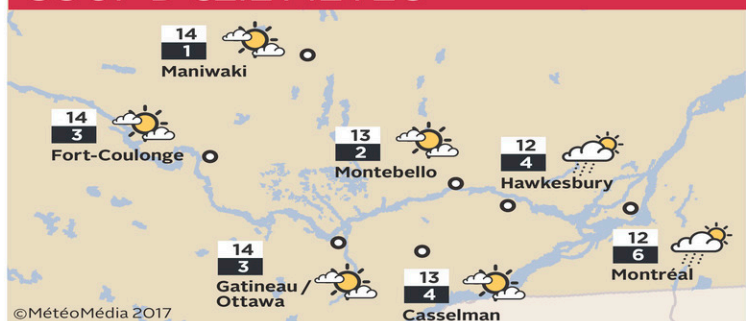 14
1
Maniwaki
14
3
Fort-Coulonge
13
2
Montebello
12
4
Hawkesbury
14
3
Gatineau /
Ottawa
13
4
Casselman
12
6
Montréal
©MétéoMédia 2017